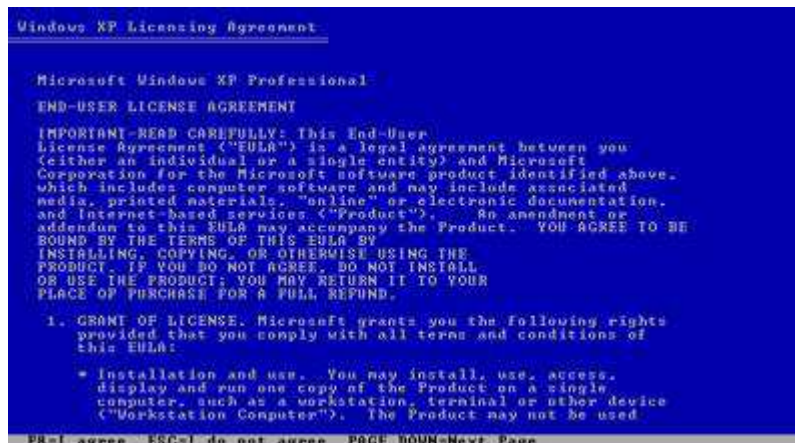 Windows XP Licensing Agreement
Microsoft Windows XP Professional
END-USER LICENSE AGREEMENT
IMPORTANT-READ CAREFULLY: This End-User
License Agreement ("EULA") is a legal agreement between you
(either an individual or a single entity) and Microsoft
Corporation for the Microsoft software product identified above,
which includes computer software and may include associated
media, printed materials, "online" or electronic documentation,
and Internet-based services ("Product"). An amendment or
addendum to this EULA may accompany the Product. YOU AGREE TO BE
BOUND BY THE TERMS OF THIS EULA BY
INSTALLING, COPYING, OR OTHERWISE USING THE
PRODUCT. IF YOU DO NOT AGREE, DO NOT INSTALL
OR USE THE PRODUCT; YOU MAY RETURN IT TO YOUR
PLACE OF PURCHASE FOR A FULL REFUND.
1. GRANT OF LICENSE. Microsoft grants you the following rights
provided that you comply with all terms and conditions of
this EULA:
* Installation and use. You may install, use, access,
display and run one copy of the Product on a single
computer, such as a workstation, terminal or other device
("Workstation Computer"). The Product may not be used
F8=I agree ESC=I do not agree PAGE DOWN=Next Page